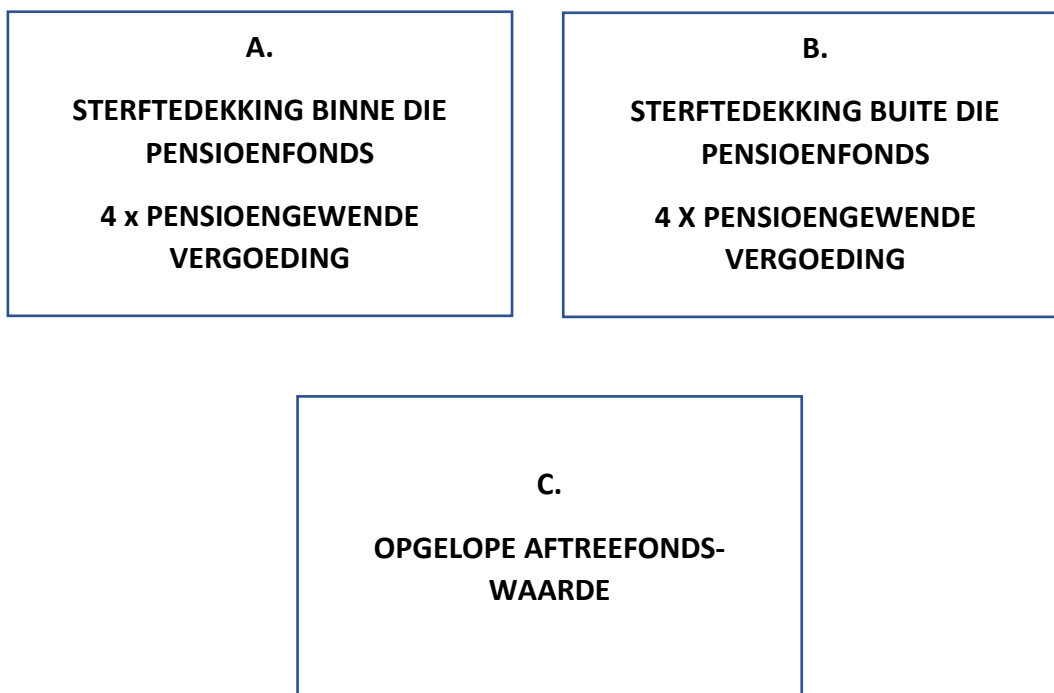 A.
STERFTEDEKKING BINNE DIE
PENSIOENFONDS
4 x PENSIOENGEWENDE
VERGOEDING
B.
STERFTEDEKKING BUITE DIE
PENSIOENFONDS
4 X PENSIOENGEWENDE
VERGOEDING
C.
OPGELOPE AFTREEFONDS-
WAARDE